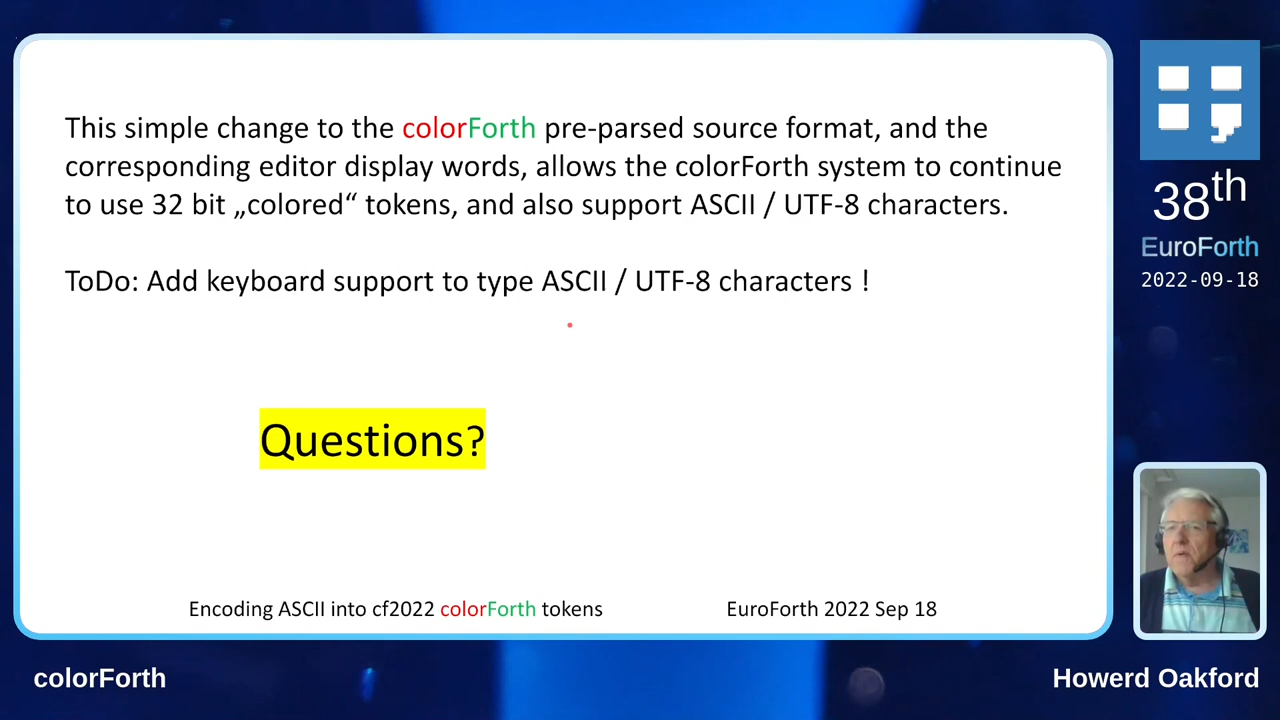 This simple change to the colorForth pre-parsed source format, and the
corresponding editor display words, allows the colorForth system to continue
to use 32 bit „colored“ tokens, and also support ASCII / UTF-8 characters.
ToDo: Add keyboard support to type ASCII / UTF-8 characters !
Questions?
Encoding ASCII into cf2022 colorForth tokens
EuroForth 2022 Sep 18
38th
EuroForth
2022-09-18
colorForth
Howerd Oakford